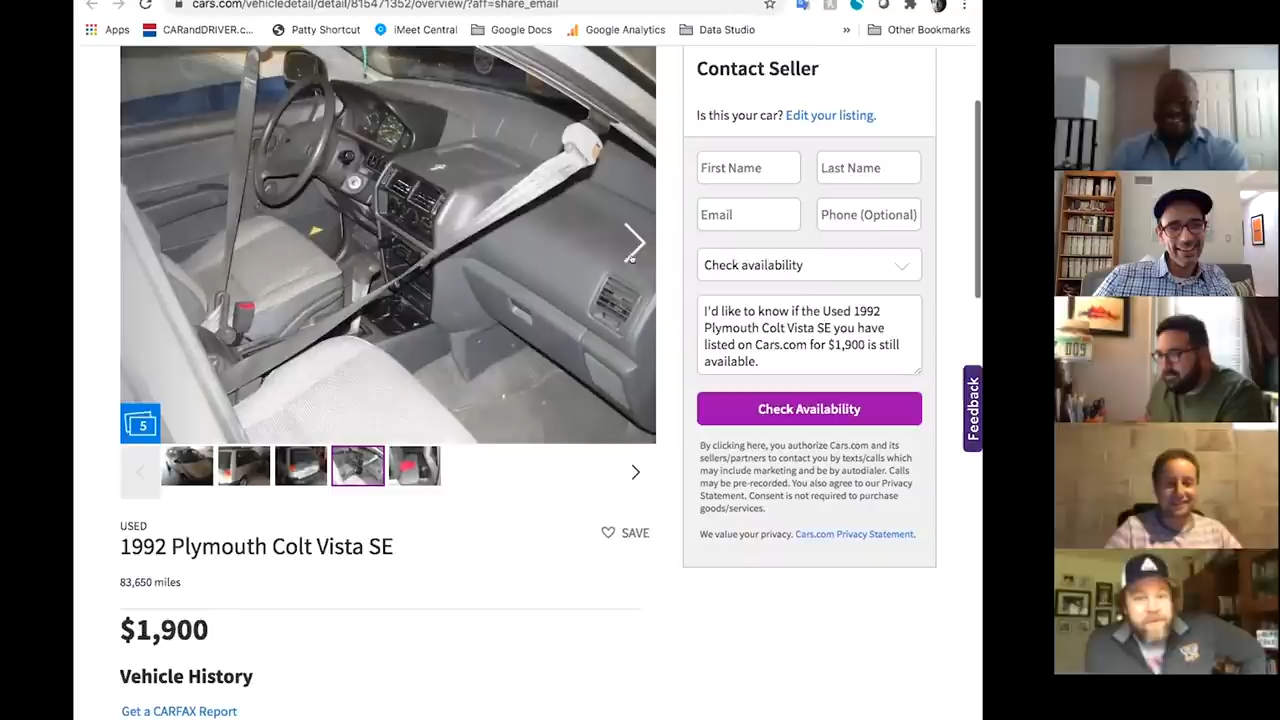 cars.com/vehicledetail/detail/815471352/overview/?aff=share_email
Apps
CARandDRIVER.c...
Patty Shortcut
iMeet Central
Google Docs
Google Analytics
Data Studio
»
Other Bookmarks
5
USED
1992 Plymouth Colt Vista SE
SAVE
83,650 miles
$1,900
Vehicle History
Get a CARFAX Report
Contact Seller
Is this your car? Edit your listing.
First Name
Last Name
Email
Phone (Optional)
Check availability
I'd like to know if the Used 1992
Plymouth Colt Vista SE you have
listed on Cars.com for $1,900 is still
available.
Check Availability
By clicking here, you authorize Cars.com and its
sellers/partners to contact you by texts/calls which
may include marketing and be by autodialer. Calls
may be pre-recorded. You also agree to our Privacy
Statement. Consent is not required to purchase
goods/services.
We value your privacy. Cars.com Privacy Statement.
Feedback
009